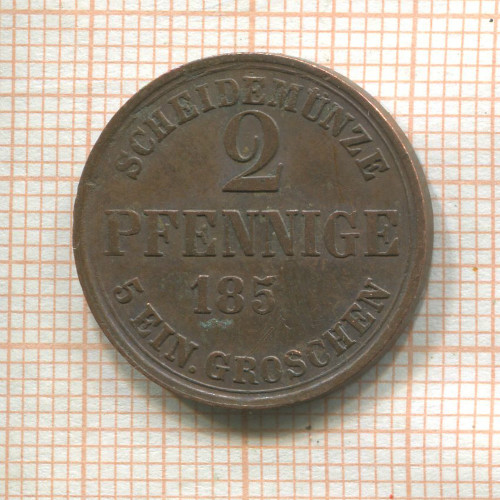 SCHEIDEMÜNZE
2
PFENNIGE
185
5 EIN. GROSCHEN